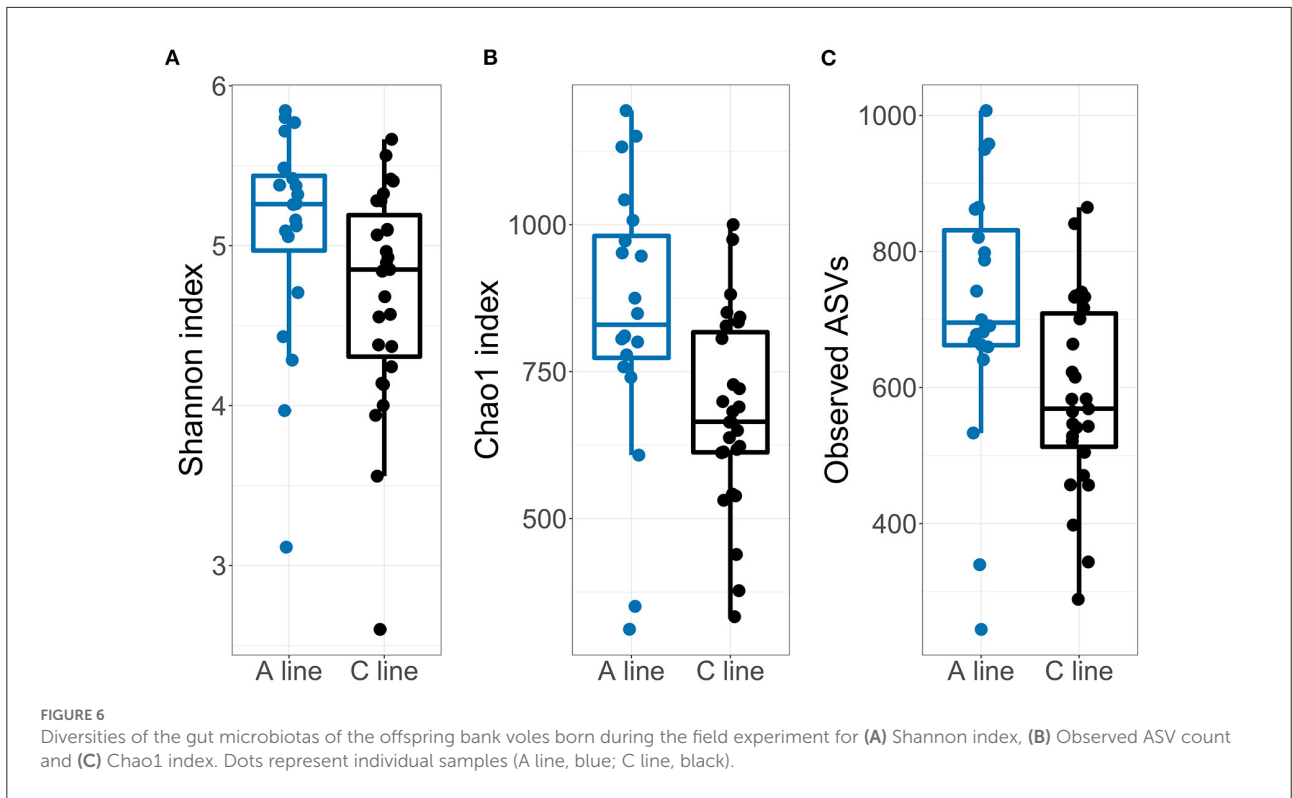 A
B
C
6
5
4
3
Shannon index
A line
C line
1000
750
500
Chao1 index
A line
C line
1000
800
600
400
Observed ASVs
A line
C line
FIGURE 6
Diversities of the gut microbiotas of the offspring bank voles born during the field experiment for (A) Shannon index, (B) Observed ASV count
and (C) Chao1 index. Dots represent individual samples (A line, blue; C line, black).